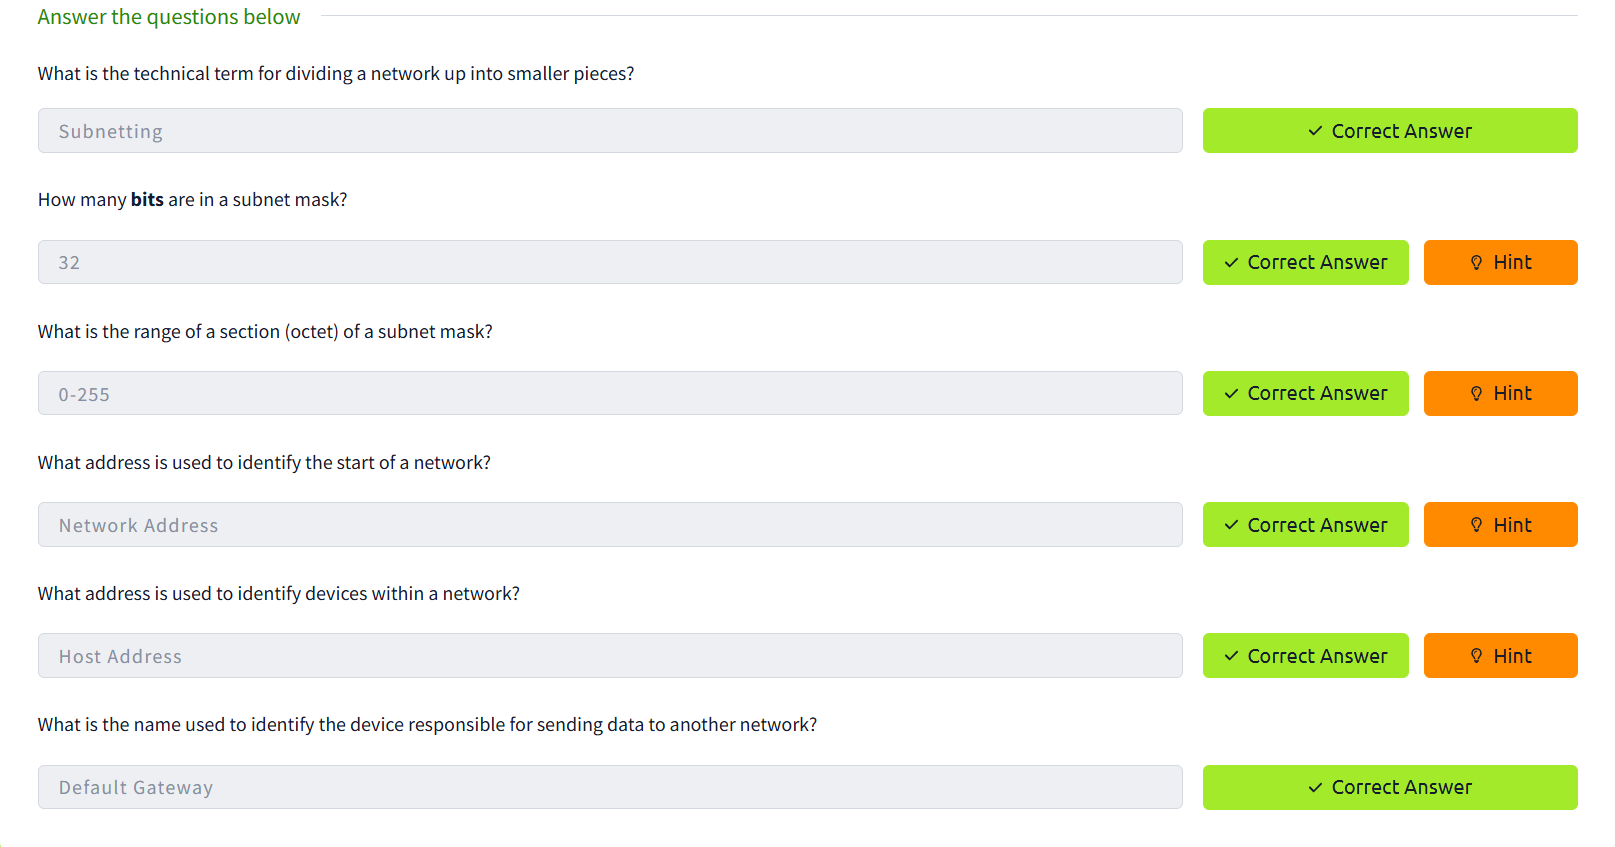 Answer the questions below
What is the technical term for dividing a network up into smaller pieces?
Subnetting
Correct Answer
How many bits are in a subnet mask?
32
Correct Answer
Hint
What is the range of a section (octet) of a subnet mask?
0-255
Correct Answer
Hint
What address is used to identify the start of a network?
Network Address
Correct Answer
Hint
What address is used to identify devices within a network?
Host Address
Correct Answer
Hint
What is the name used to identify the device responsible for sending data to another network?
Default Gateway
Correct Answer